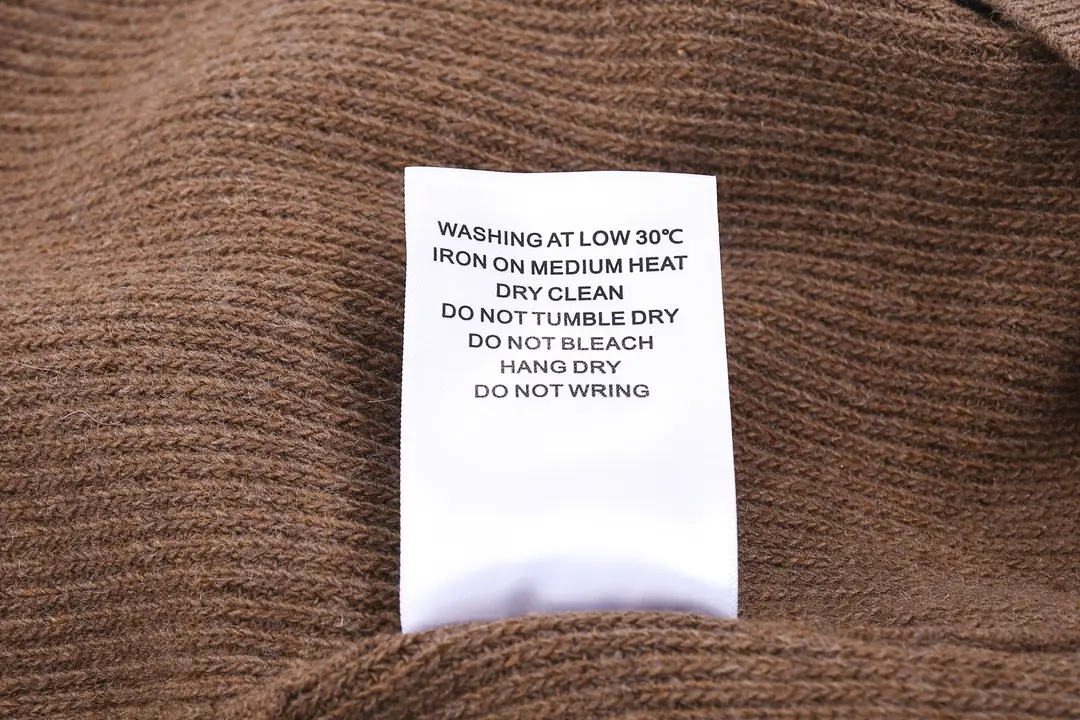 WASHING AT LOW 30℃
IRON ON MEDIUM HEAT
DRY CLEAN
DO NOT TUMBLE DRY
DO NOT BLEACH
HANG DRY
DO NOT WRING